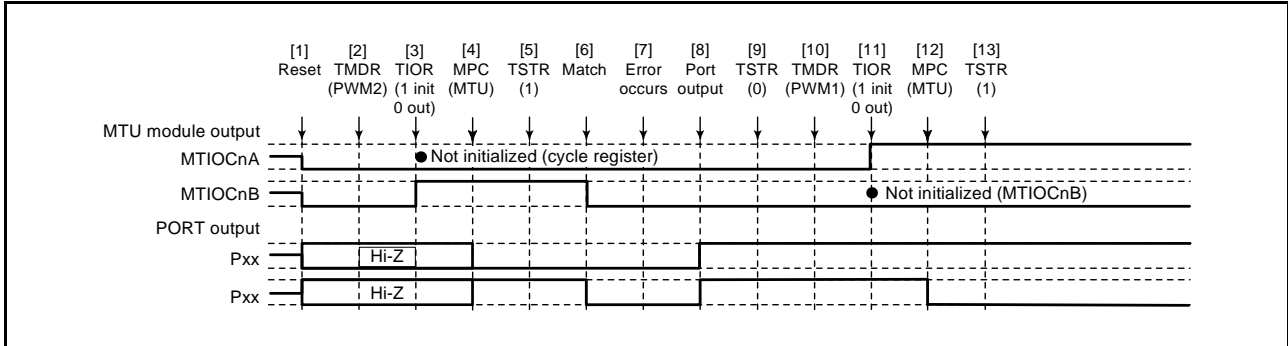 [1] [2] [3] [4] [5] [6] [7] [8] [9] [10] [11] [12] [13]
Reset TMDR TIOR MPC TSTR Match Error Port TSTR TMDR TIOR MPC TSTR
(PWM2) (1 init (MTU) (1) occurs output (0) (PWM1) (1 init (MTU) (1)
0 out) 0 out)
MTU module output
MTIOCnA ● Not initialized (cycle register)
MTIOCnB ● Not initialized (MTIOCnB)
PORT output
Pxx Hi-Z
Pxx Hi-Z